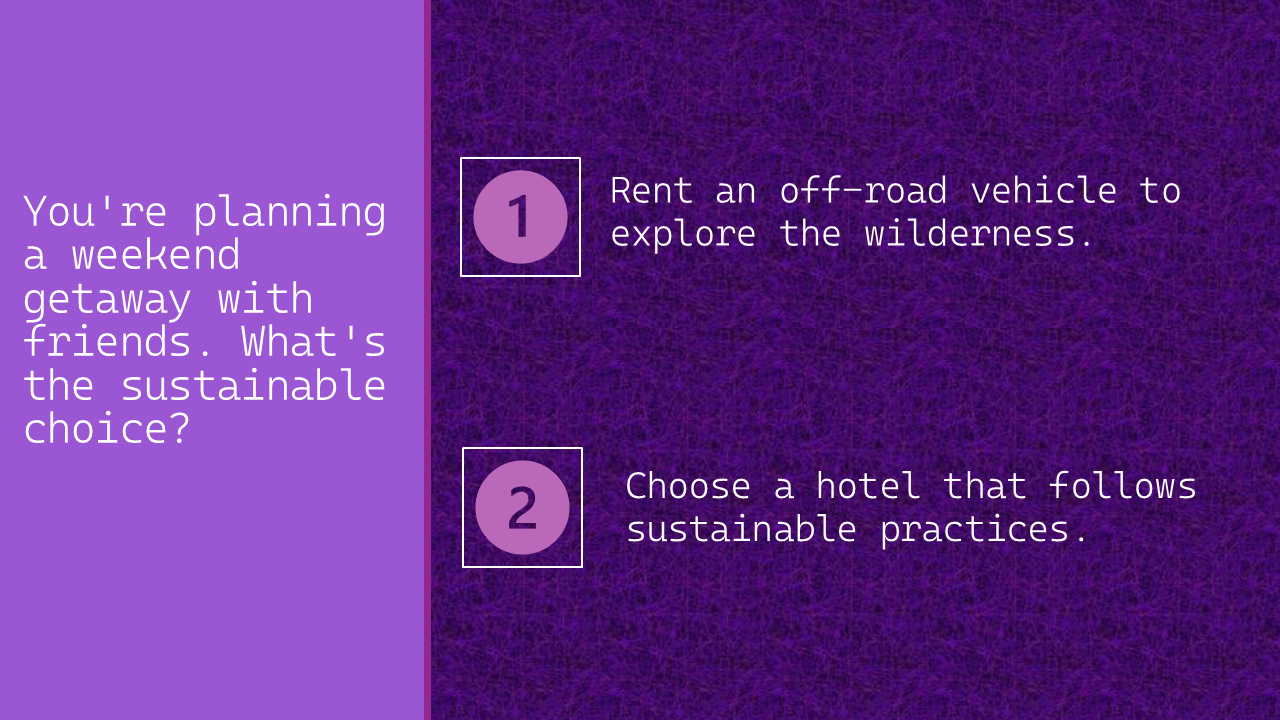 You're planning
a weekend
getaway with
friends. What's
the sustainable
choice?
1
Rent an off-road vehicle to
explore the wilderness.
2
Choose a hotel that follows
sustainable practices.